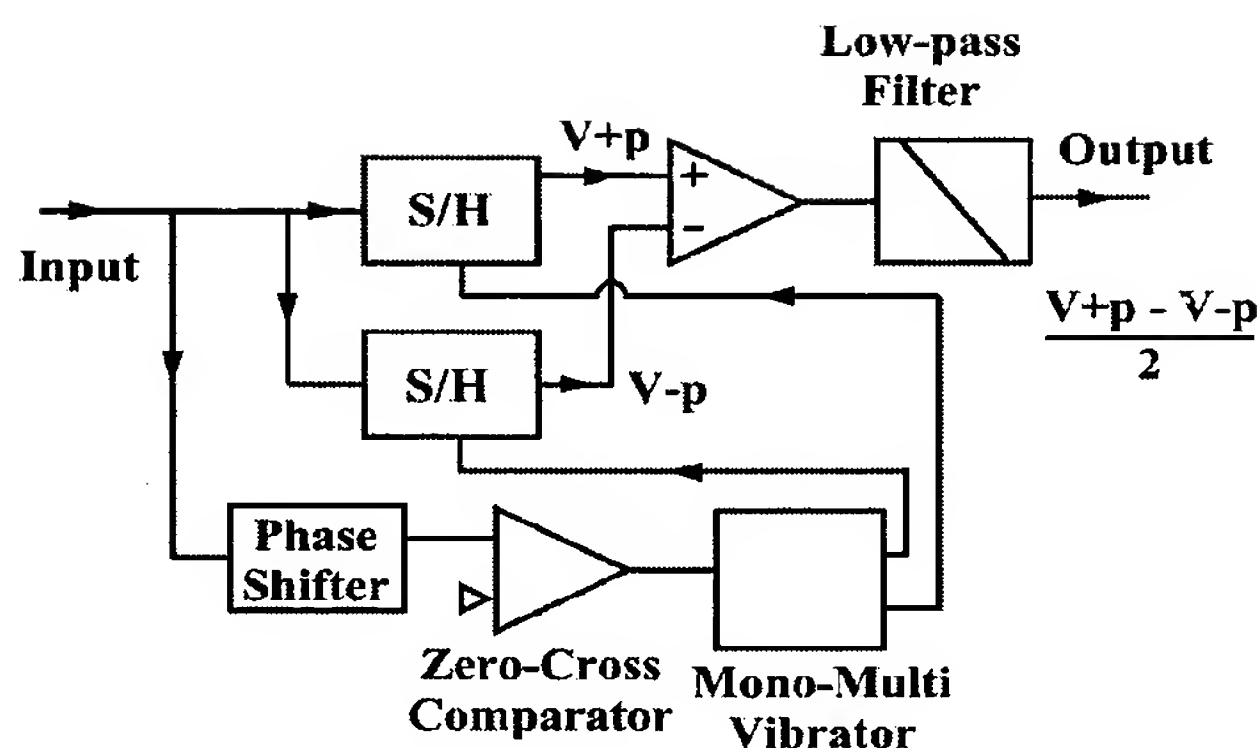 Low-pass
Filter
V+p
Output
S/H
+
-
Input
V+p - V-p
2
S/H
V-p
Phase
Shifter
Zero-Cross
Comparator
Mono-Multi
Vibrator